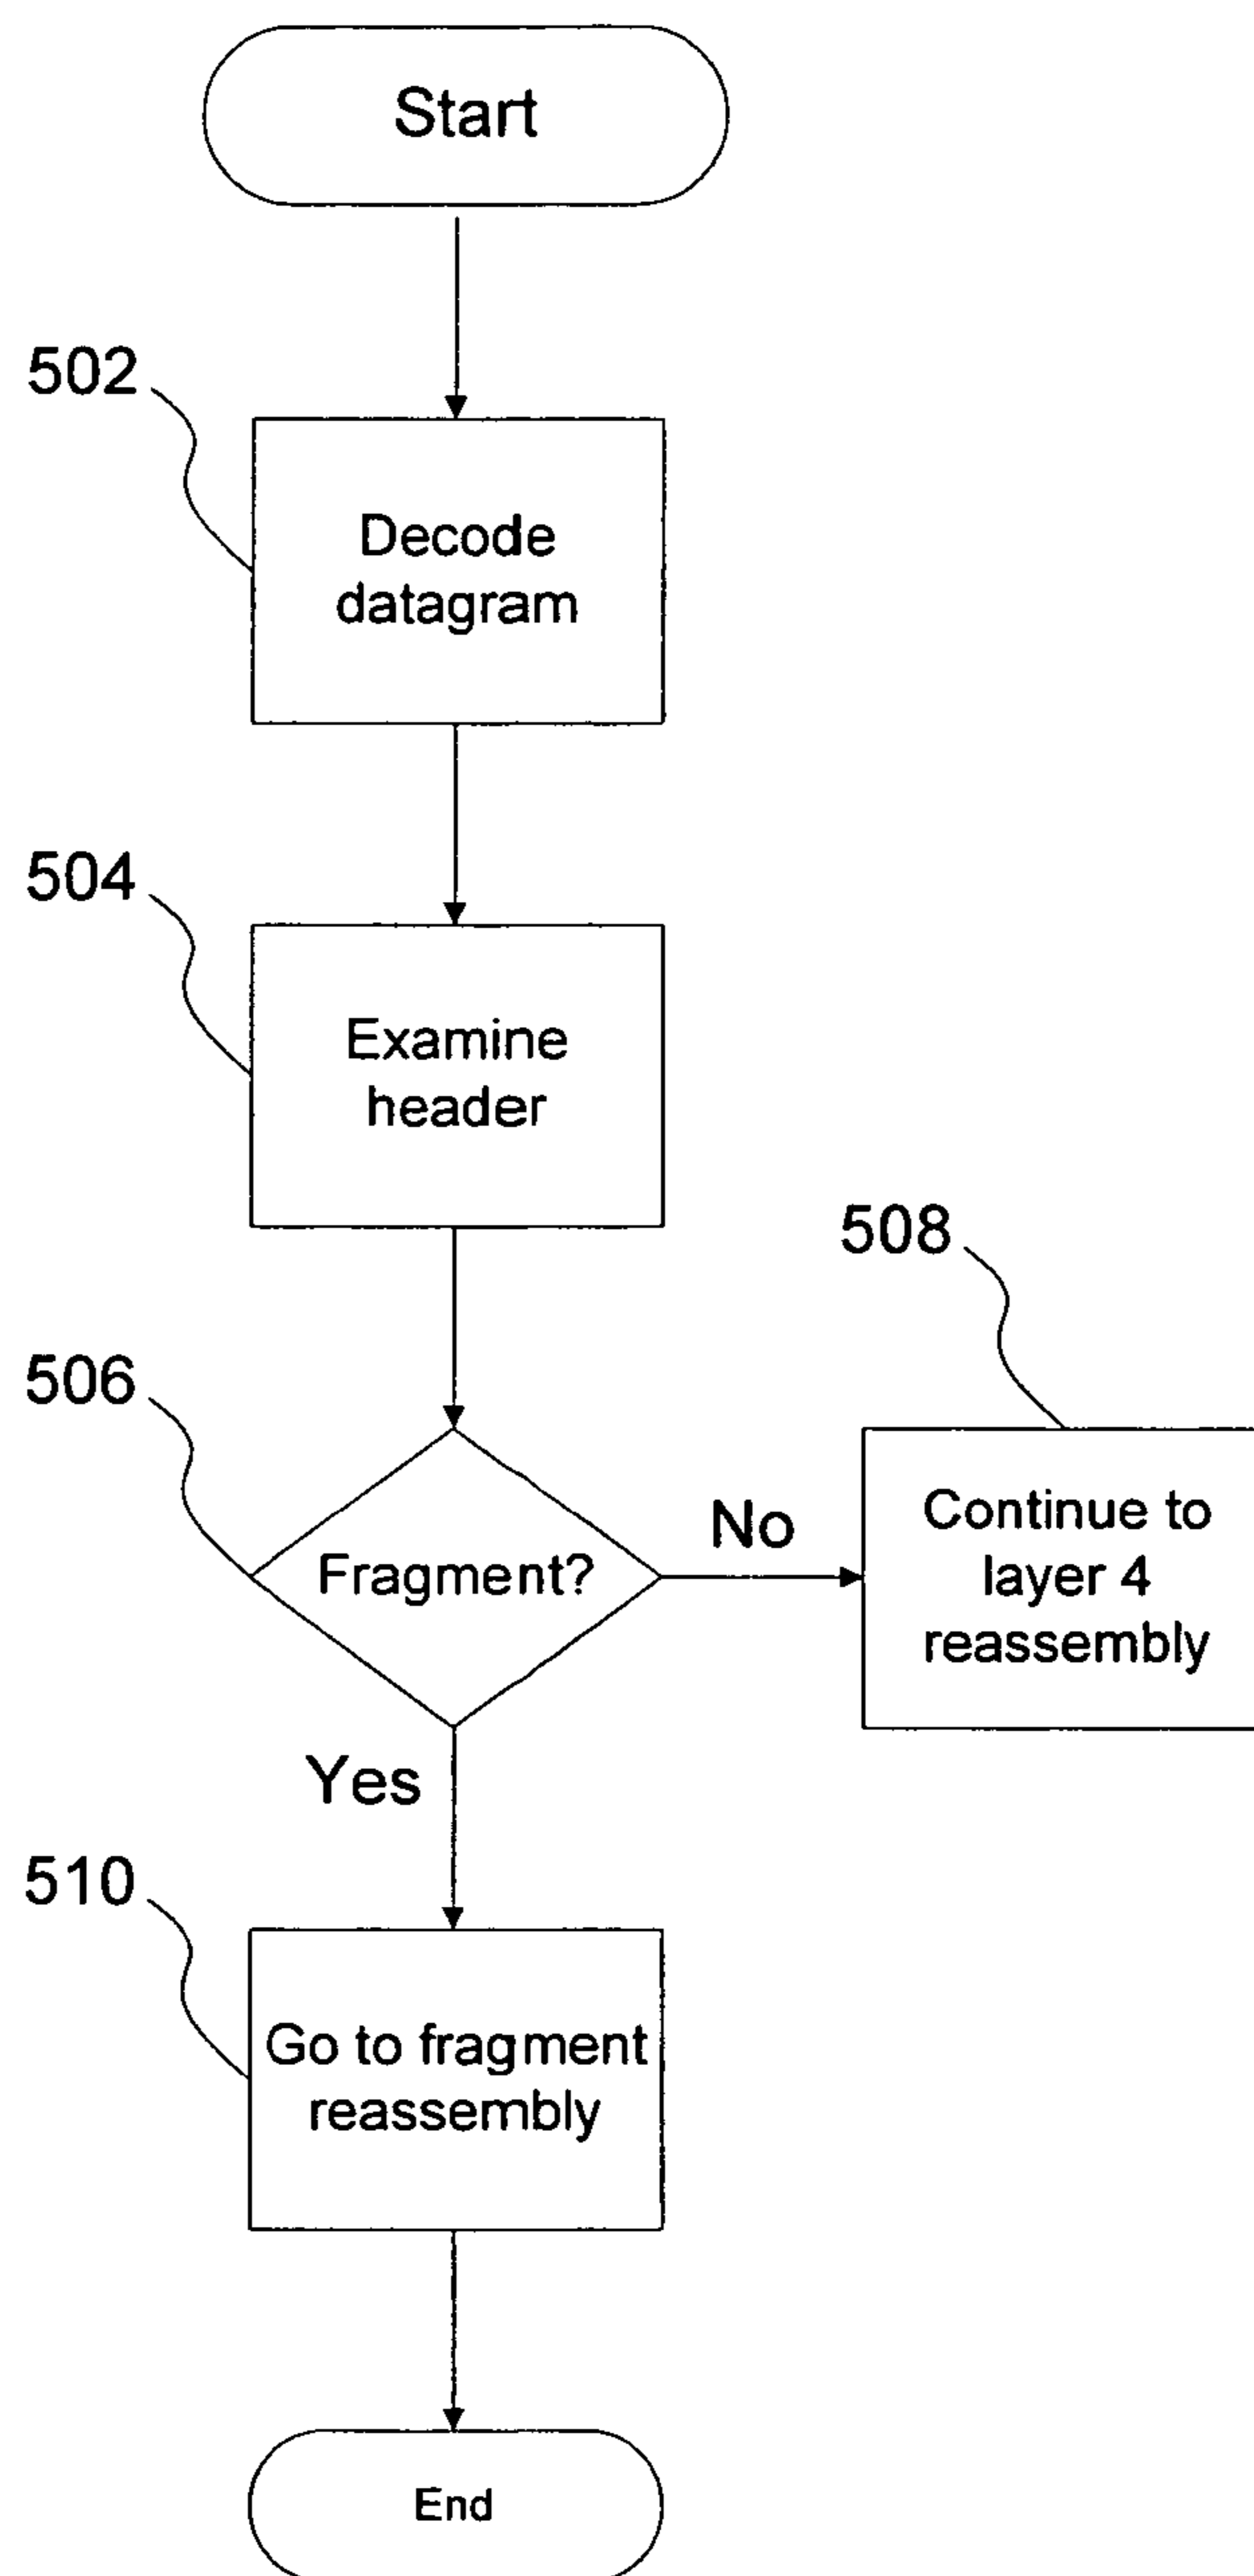 Start
502
Decode
datagram
504
Examine
header
508
506
Fragment?
No
Continue to
layer 4
reassembly
Yes
510
Go to fragment
reassembly
End